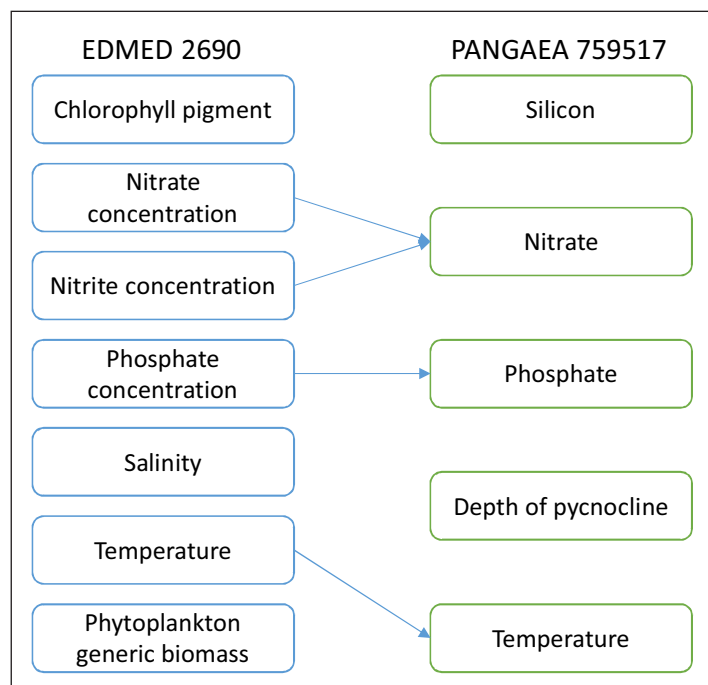 EDMED 2690
Chlorophyll pigment
Nitrate
concentration
Nitrite concentration
Phosphate
concentration
Salinity
Temperature
Phytoplankton
generic biomass
PANGAEA 759517
Silicon
Nitrate
Phosphate
Depth of pycnocline
Temperature